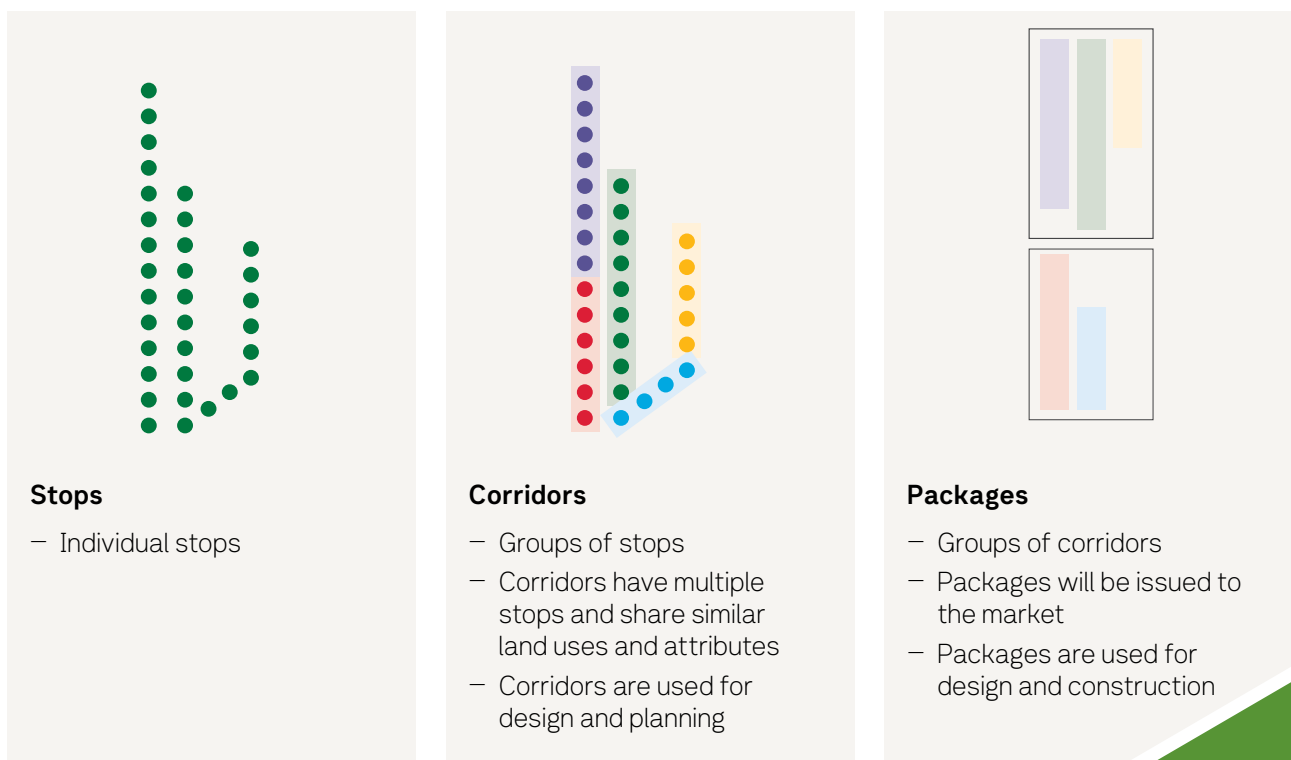 Stops
– Individual stops
Corridors
– Groups of stops
– Corridors have multiple
stops and share similar
land uses and attributes
– Corridors are used for
design and planning
Packages
– Groups of corridors
– Packages will be issued to
the market
– Packages are used for
design and construction